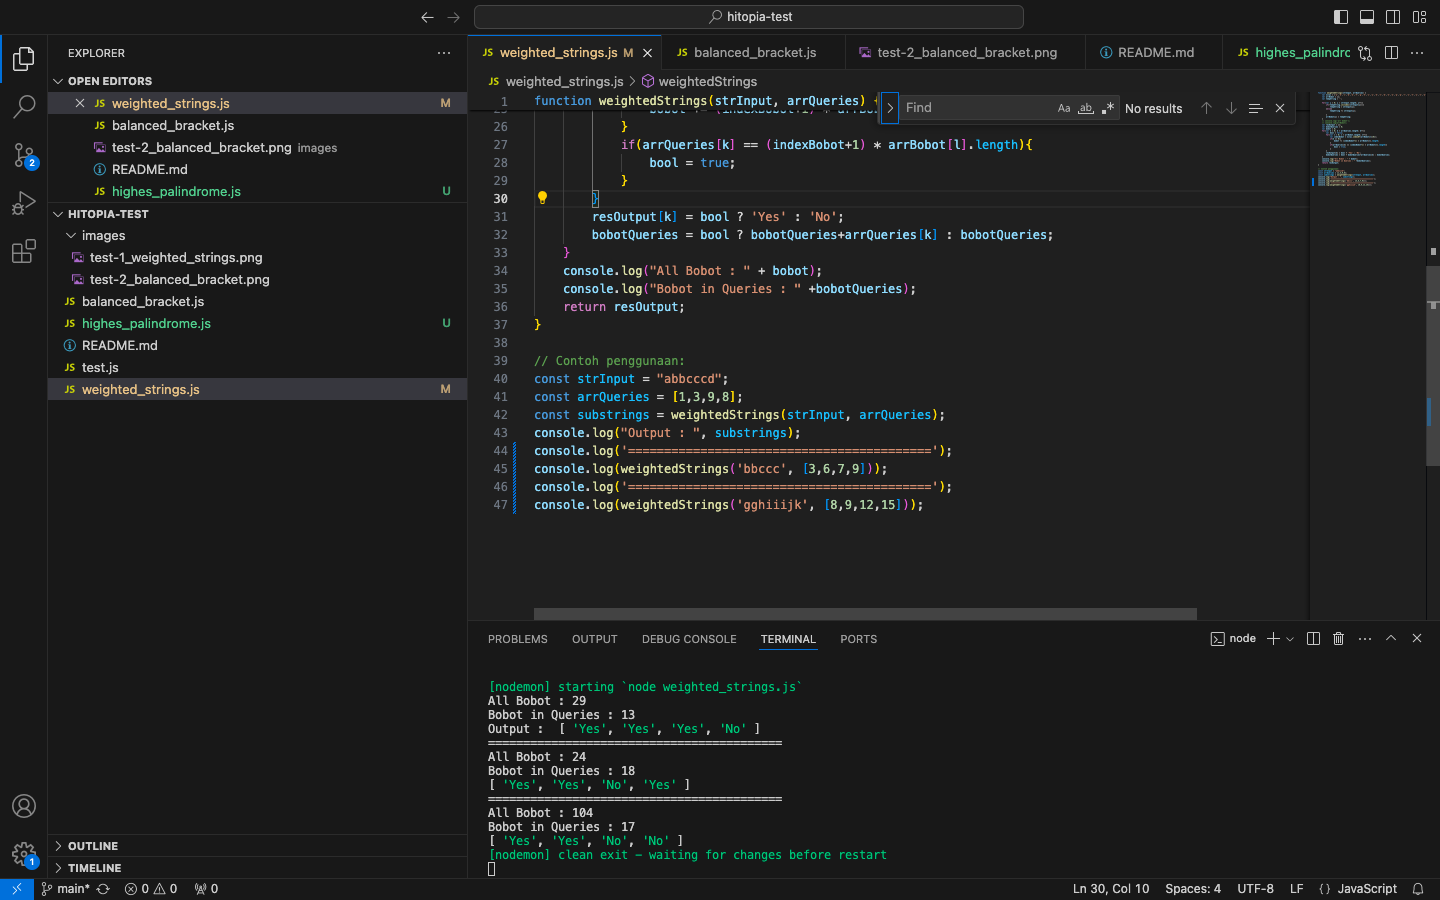 hitopia-test
EXPLORER
OPEN EDITORS
JS weighted_strings.js M
JS balanced_bracket.js
test-2_balanced_bracket.png images
README.md
JS highes_palindrome.js U
HITOPIA-TEST
images
test-1_weighted_strings.png
test-2_balanced_bracket.png
JS balanced_bracket.js
JS highes_palindrome.js U
README.md
JS test.js
JS weighted_strings.js M
OUTLINE
TIMELINE
2
1
JS weighted_strings.js M
JS balanced_bracket.js
test-2_balanced_bracket.png
README.md
JS highes_palindrc
JS weighted_strings.js > weightedStrings
Find Aa ab No results
1 function weightedStrings(strInput, arrQueries) {
26 }
27 if(arrQueries[k] == (indexBobot+1) * arrBobot[l].length){
28 bool = true;
29 }
30 }
31 resOutput[k] = bool ? 'Yes' : 'No';
32 bobotQueries = bool ? bobotQueries+arrQueries[k] : bobotQueries;
33 }
34 console.log("All Bobot : " + bobot);
35 console.log("Bobot in Queries : " +bobotQueries);
36 return resOutput;
37 }
38
39 // Contoh penggunaan:
40 const strInput = "abbcccd";
41 const arrQueries = [1,3,9,8];
42 const substrings = weightedStrings(strInput, arrQueries);
43 console.log("Output : ", substrings);
44 console.log('==========================================');
45 console.log(weightedStrings('bbccc', [3,6,7,9]));
46 console.log('==========================================');
47 console.log(weightedStrings('gghiiijk', [8,9,12,15]));
PROBLEMS OUTPUT DEBUG CONSOLE TERMINAL PORTS
node
[nodemon] starting `node weighted_strings.js`
All Bobot : 29
Bobot in Queries : 13
Output :  [ 'Yes', 'Yes', 'Yes', 'No' ]
==========================================
All Bobot : 24
Bobot in Queries : 18
[ 'Yes', 'Yes', 'No', 'Yes' ]
==========================================
All Bobot : 104
Bobot in Queries : 17
[ 'Yes', 'Yes', 'No', 'No' ]
[nodemon] clean exit - waiting for changes before restart
main* 0 0 0
Ln 30, Col 10 Spaces: 4 UTF-8 LF {} JavaScript